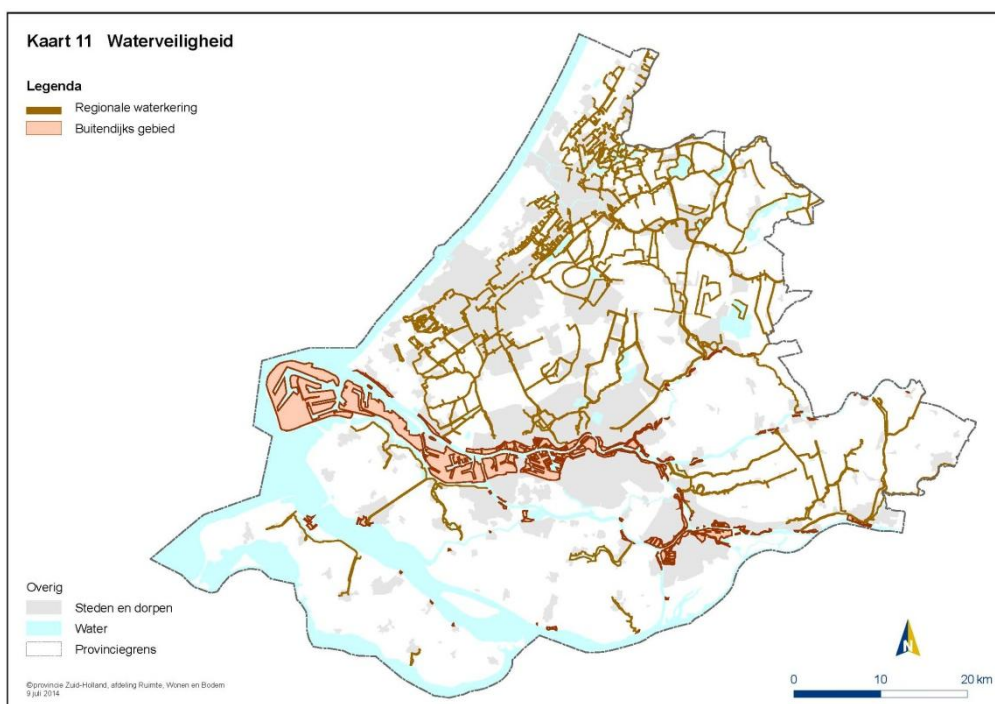 Kaart 11 Waterveiligheid
Legenda
Regionale waterkering
Buitendijks gebied
Overig
Steden en dorpen
Water
Provinciegrens
©provincie Zuid-Holland, afdeling Ruimte, Wonen en Bodem
9 juli 2014
N
0 10 20 km